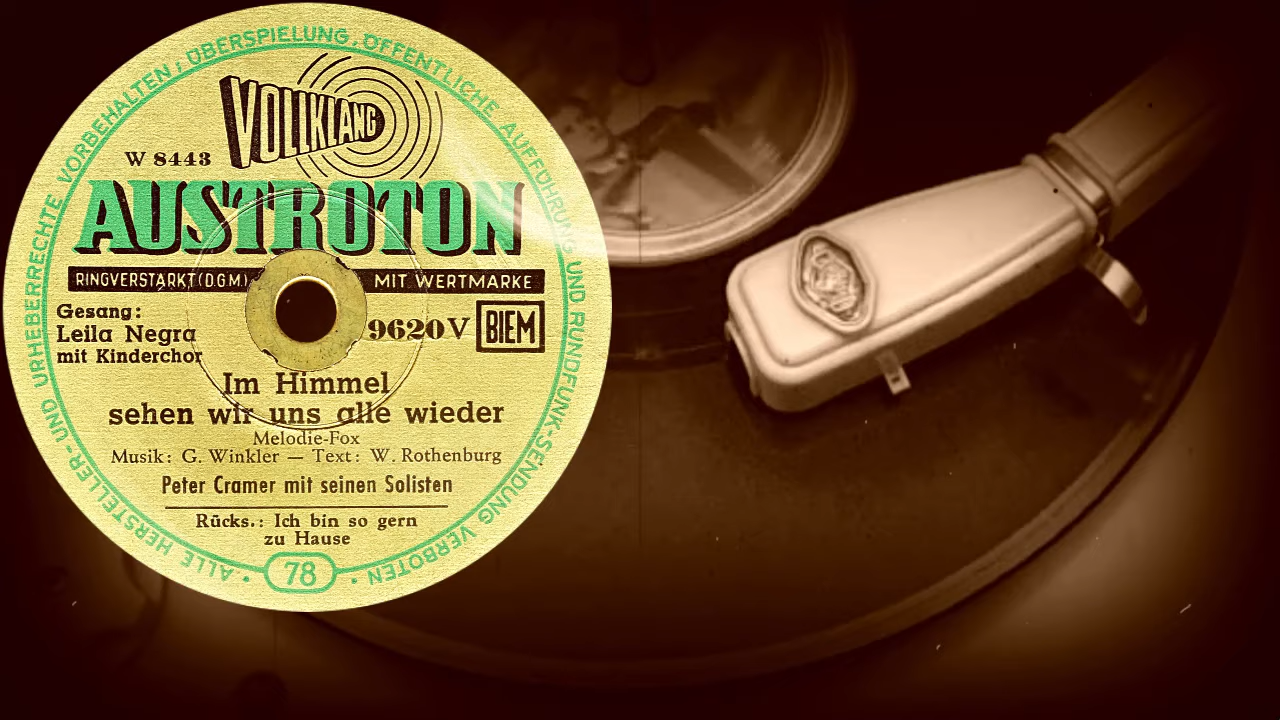 ALLE HERSTELLER- UND URHEBERRECHTE VORBEHALTEN; ÜBERSPIELUNG, ÖFFENTLICHE AUFFÜHRUNG UND RUNDFUNK-SENDUNG VERBOTEN
VOLLKLANG
W 8443
AUSTROTON
RINGVERSTÄRKT (D.G.M.) MIT WERTMARKE
Gesang:
Leila Negra
mit Kinderchor
9620 V BIEM
Im Himmel
sehen wir uns alle wieder
Melodie-Fox
Musik: G. Winkler — Text: W. Rothenburg
Peter Cramer mit seinen Solisten
Rücks.: Ich bin so gern
zu Hause
78